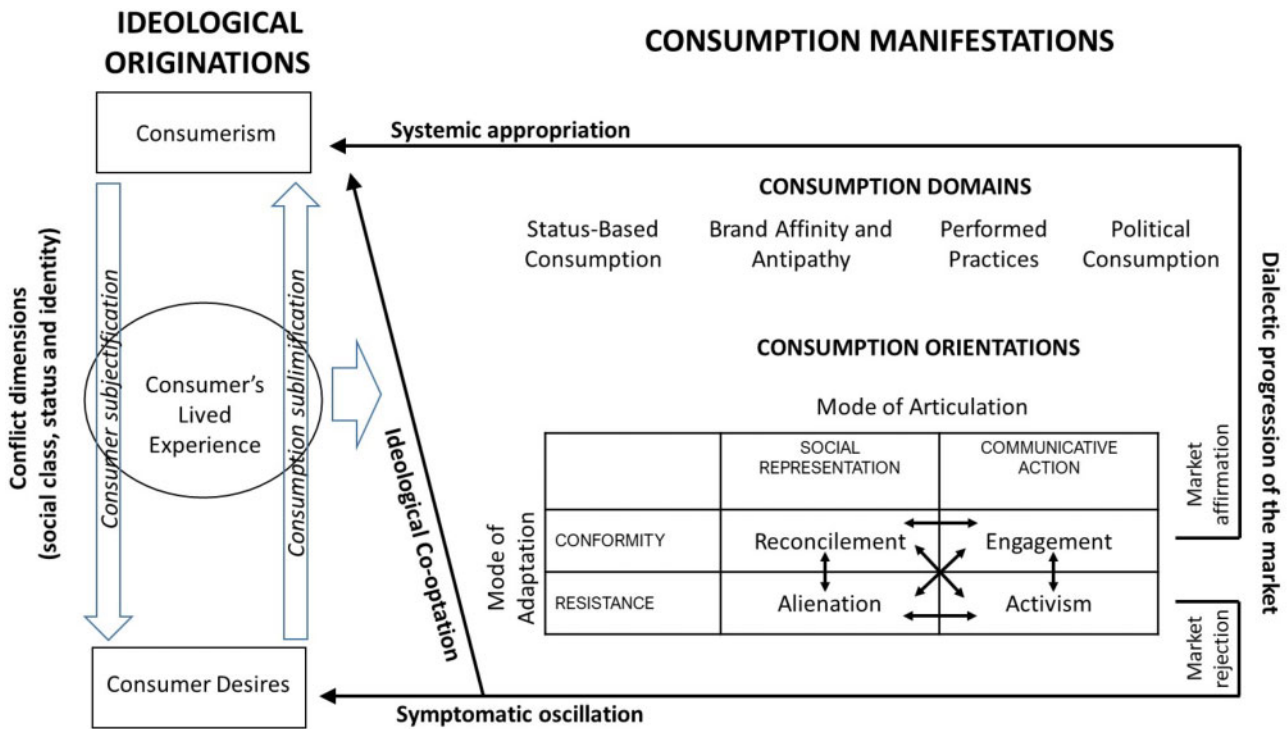 IDEOLOGICAL
ORIGINATIONS
CONSUMPTION MANIFESTATIONS
Consumerism
Systemic appropriation
CONSUMPTION DOMAINS
Status-Based
Consumption
Brand Affinity and
Antipathy
Performed
Practices
Political
Consumption
Conflict dimensions
(social class, status and identity)
Consumer subjectification
Consumer's
Lived
Experience
Consumption sublimification
Ideological Co-optation
CONSUMPTION ORIENTATIONS
Mode of Articulation
SOCIAL
REPRESENTATION
COMMUNICATIVE
ACTION
Mode of
Adaptation
CONFORMITY
Reconcilement
Engagement
RESISTANCE
Alienation
Activism
Market
affirmation
Market
rejection
Dialectic progression of the market
Consumer Desires
Symptomatic oscillation